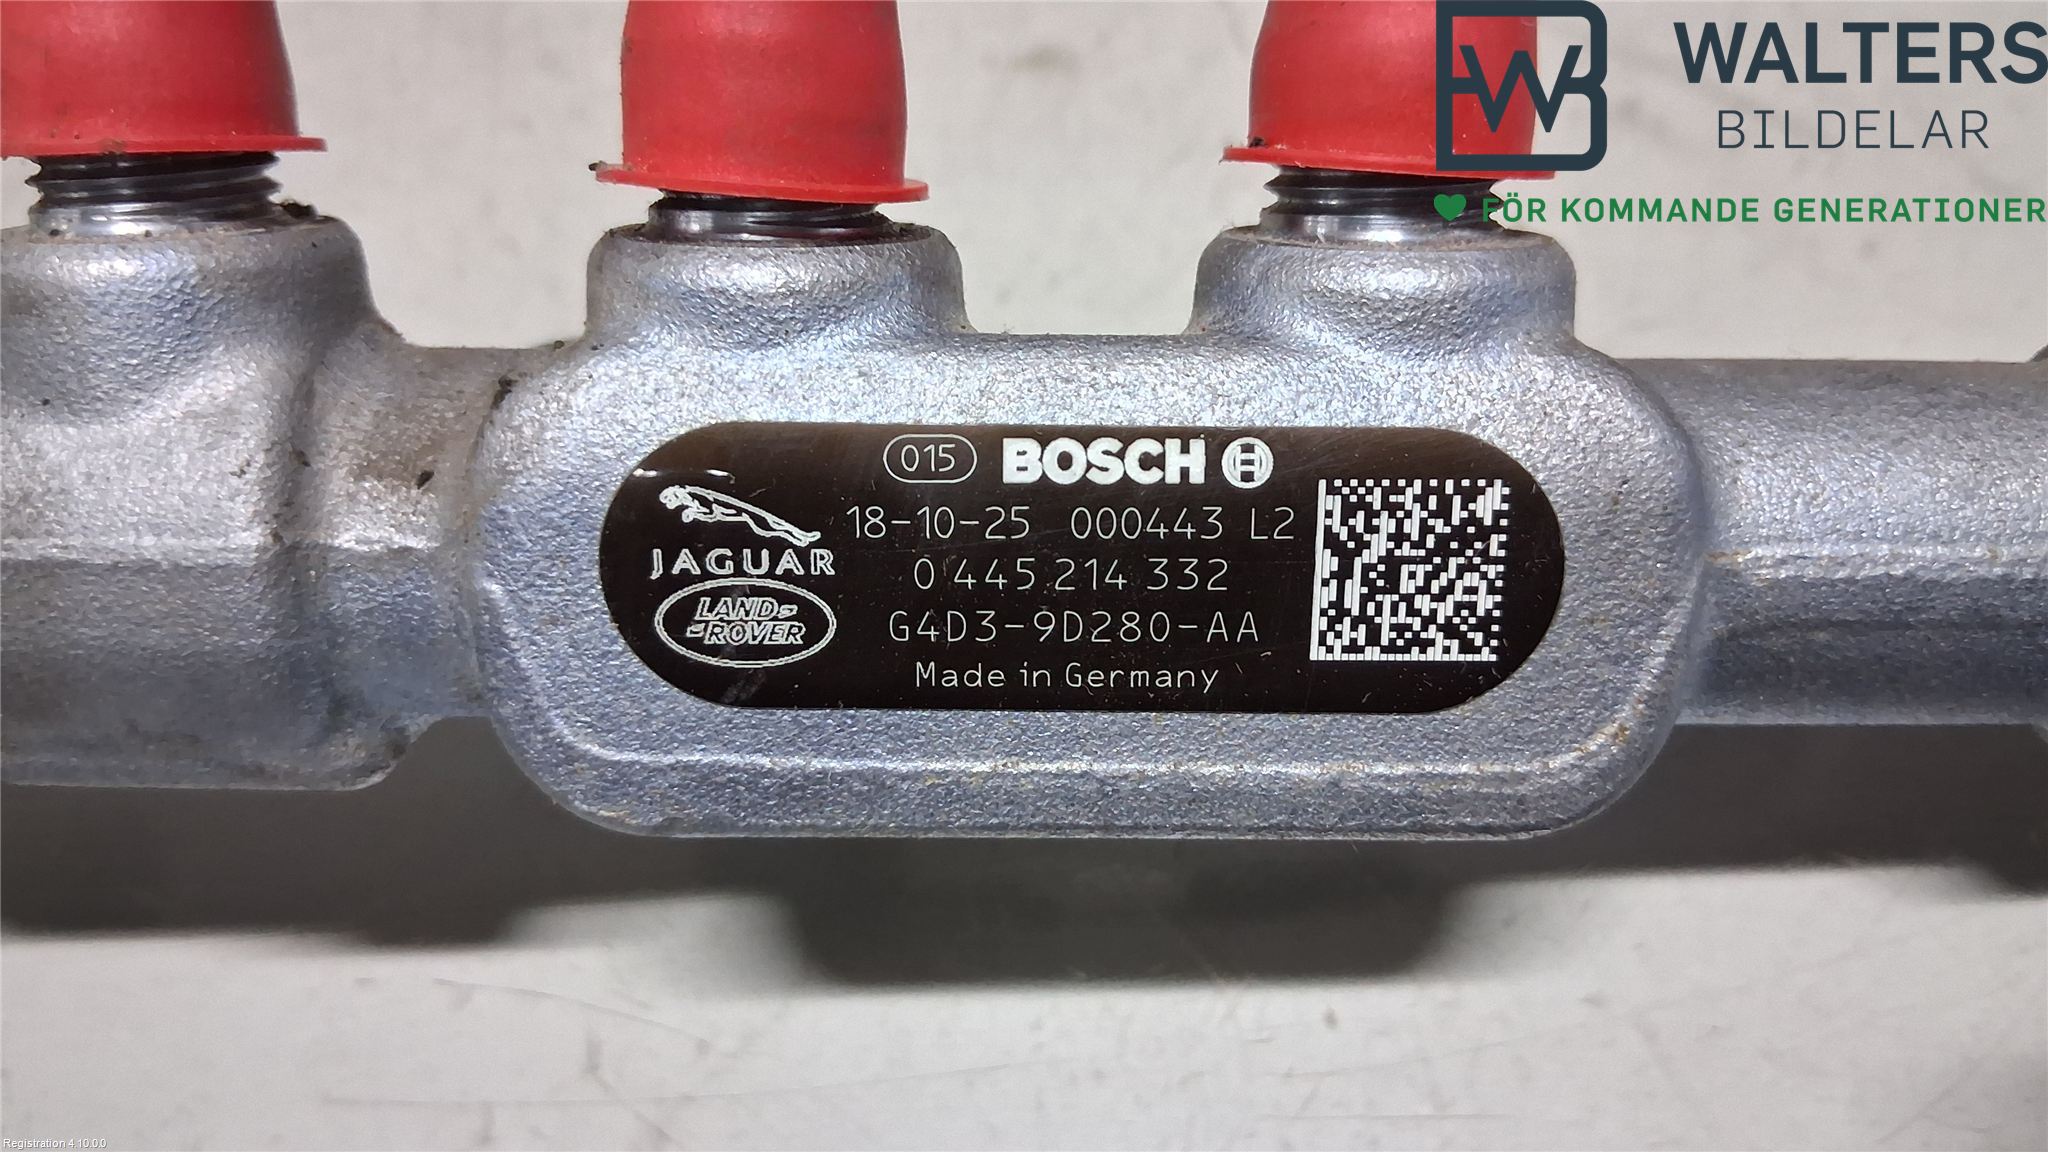 WALTERS
BILDELAR
FÖR KOMMANDE GENERATIONER
015 BOSCH
18-10-25 000443 L2
JAGUAR
0 445 214 332
LAND-
-ROVER
G4D3-9D280-AA
Made in Germany
Registration 4.10.0.0